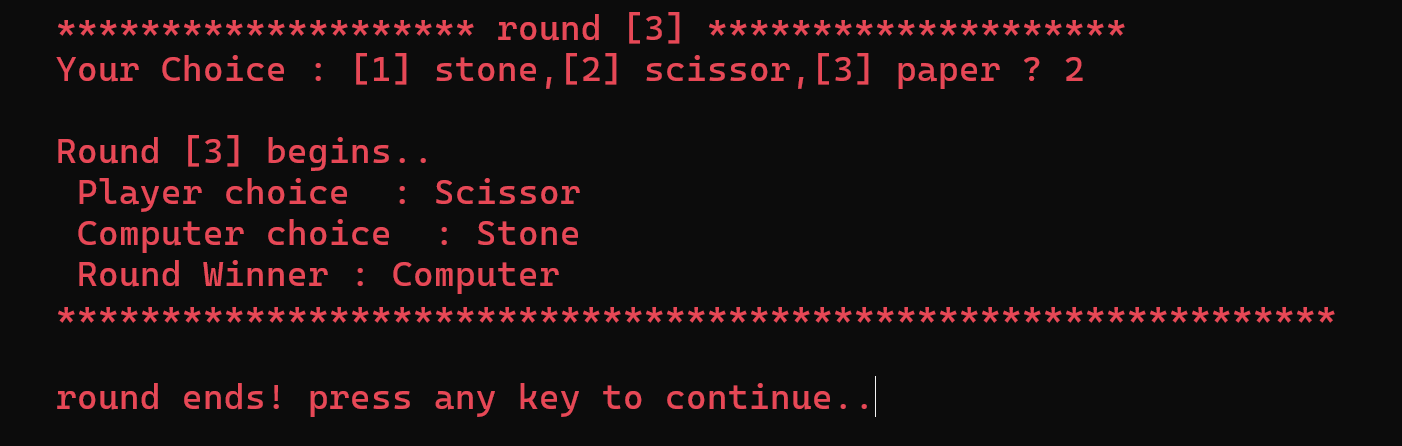 ******************** round [3] ********************
Your Choice : [1] stone,[2] scissor,[3] paper ? 2
Round [3] begins..
Player choice  : Scissor
Computer choice  : Stone
Round Winner : Computer
*************************************************************
round ends! press any key to continue..